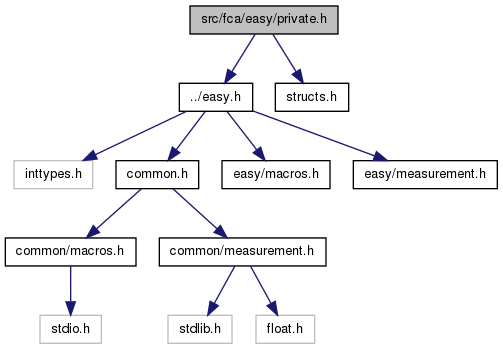 src/fca/easy/private.h
../easy.h
structs.h
inttypes.h
common.h
easy/macros.h
easy/measurement.h
common/macros.h
common/measurement.h
stdio.h
stdlib.h
float.h